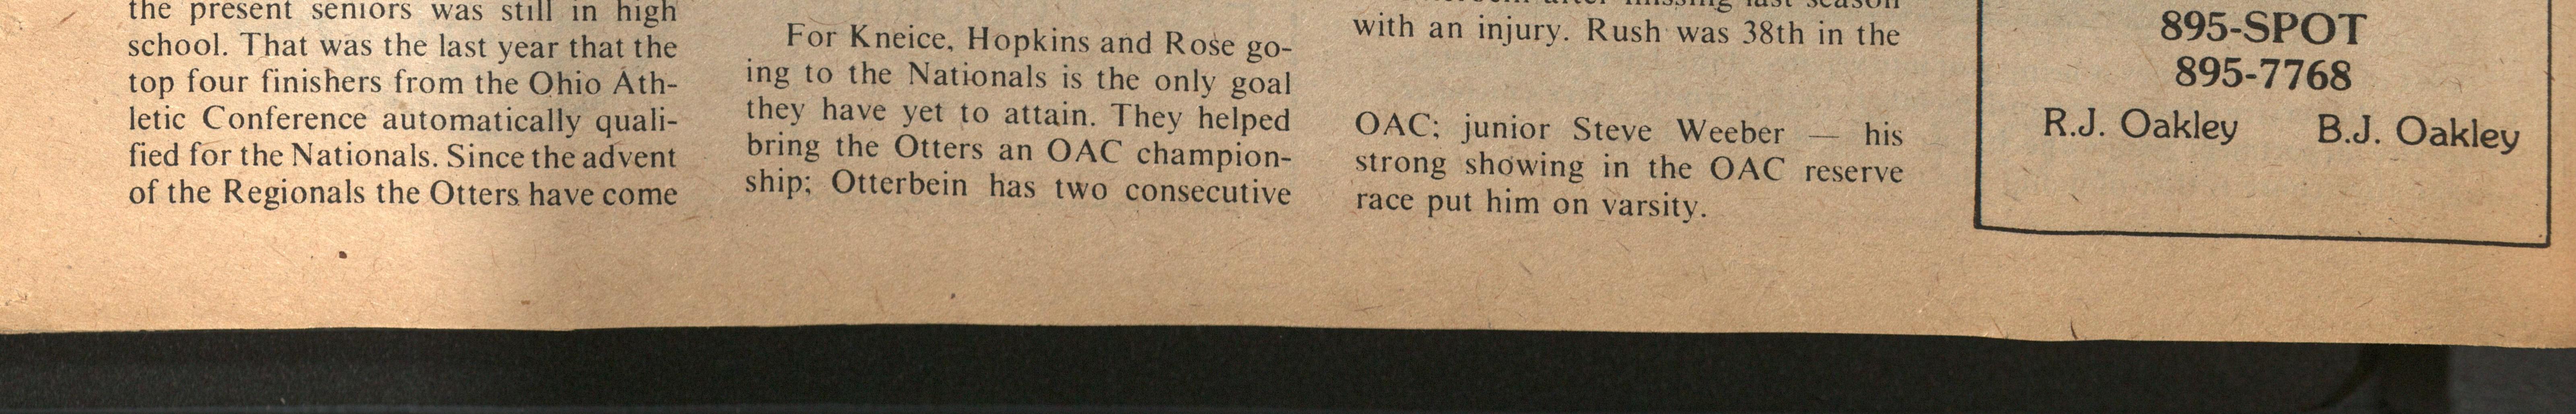 the present seniors was still in high
school. That was the last year that the
top four finishers from the Ohio Ath-
letic Conference automatically quali-
fied for the Nationals. Since the advent
of the Regionals the Otters have come
For Kneice, Hopkins and Rose go-
ing to the Nationals is the only goal
they have yet to attain. They helped
bring the Otters an OAC champion-
ship; Otterbein has two consecutive
after missing last season
with an injury. Rush was 38th in the
OAC; junior Steve Weeber — his
strong showing in the OAC reserve
race put him on varsity.
895-SPOT
895-7768
R.J. Oakley B.J. Oakley